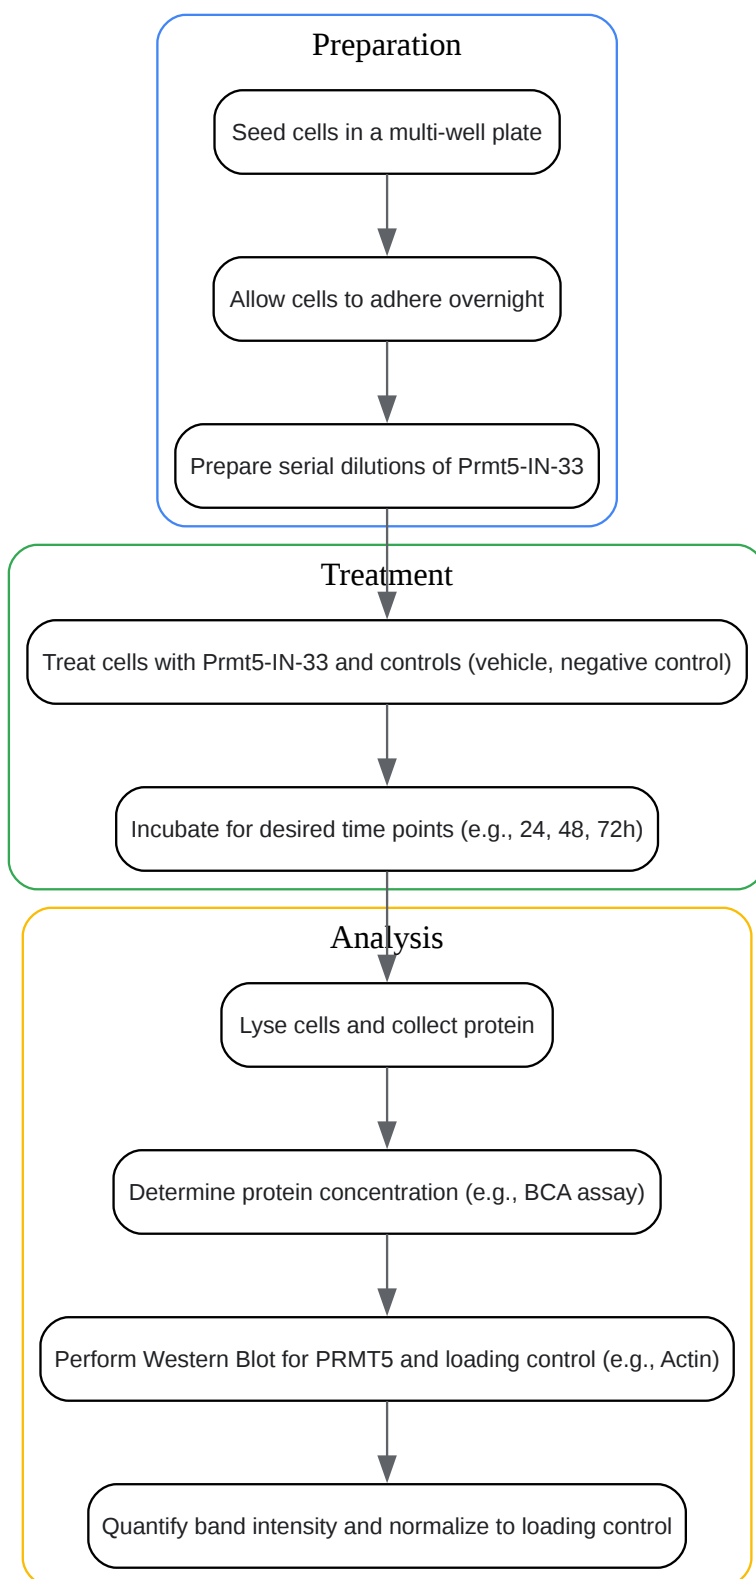 Preparation
Seed cells in a multi-well plate
Allow cells to adhere overnight
Prepare serial dilutions of Prmt5-IN-33
Treatment
Treat cells with Prmt5-IN-33 and controls (vehicle, negative control)
Incubate for desired time points (e.g., 24, 48, 72h)
Analysis
Lyse cells and collect protein
Determine protein concentration (e.g., BCA assay)
Perform Western Blot for PRMT5 and loading control (e.g., Actin)
Quantify band intensity and normalize to loading control